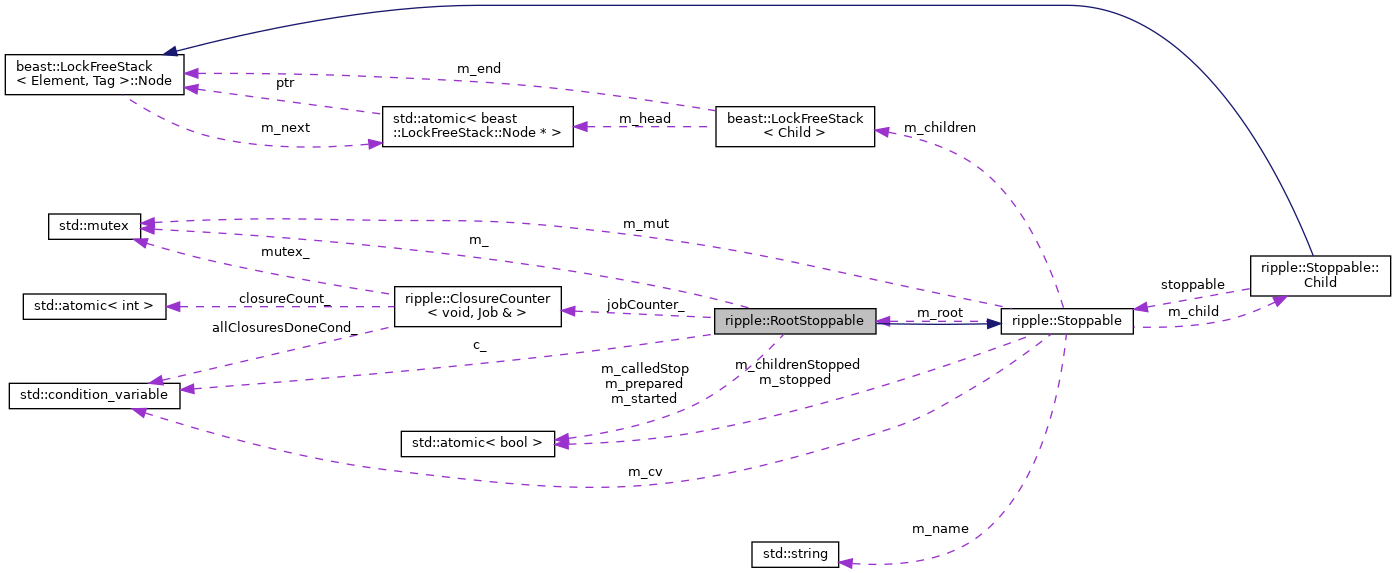 beast::LockFreeStack
< Element, Tag >::Node
m_end
ptr
m_next
std::atomic< beast
::LockFreeStack::Node * >
m_head
beast::LockFreeStack
< Child >
m_children
std::mutex
m_mut
m_
mutex_
ripple::Stoppable::
Child
stoppable
m_child
std::atomic< int >
closureCount_
ripple::ClosureCounter
< void, Job & >
jobCounter_
ripple::RootStoppable
m_root
ripple::Stoppable
allClosuresDoneCond_
c_
std::condition_variable
m_calledStop
m_prepared
m_started
m_childrenStopped
m_stopped
std::atomic< bool >
m_cv
m_name
std::string